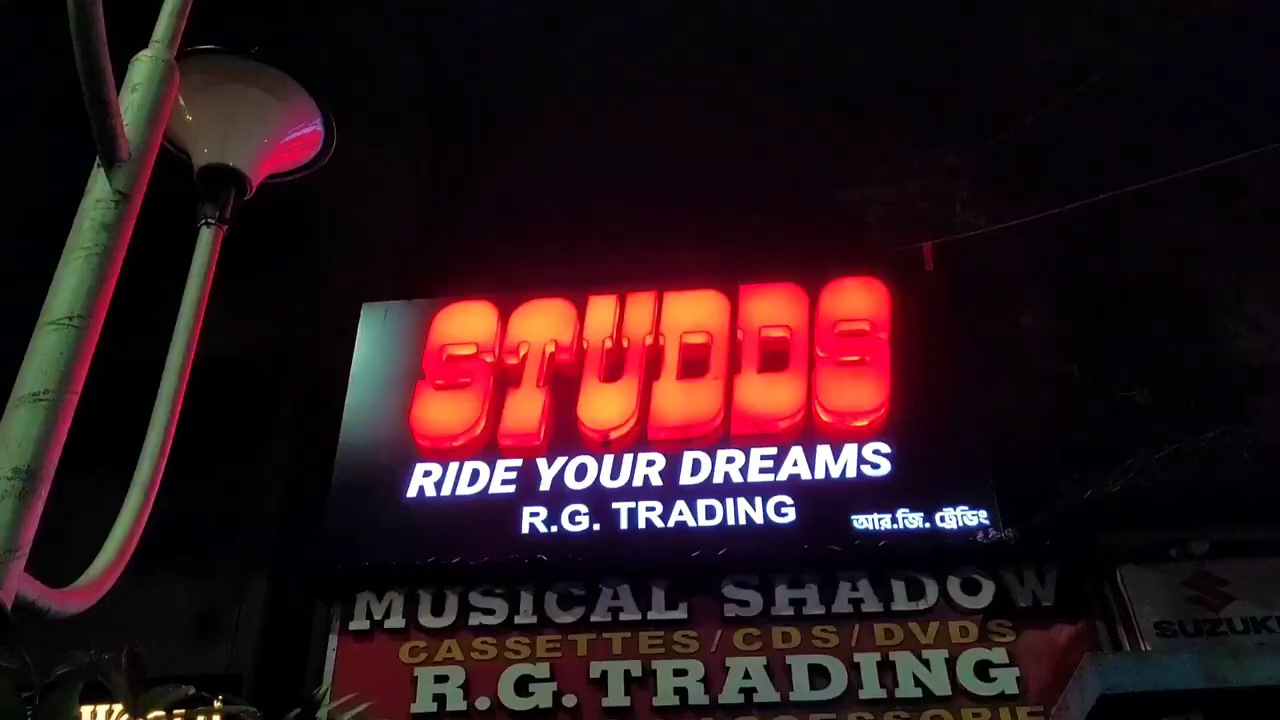 STUDDS
RIDE YOUR DREAMS
R.G. TRADING
আর.জি. ট্রেডিং
MUSICAL SHADOW
CASSETTES/CDS/DVDS
R.G.TRADING
SUZUKI